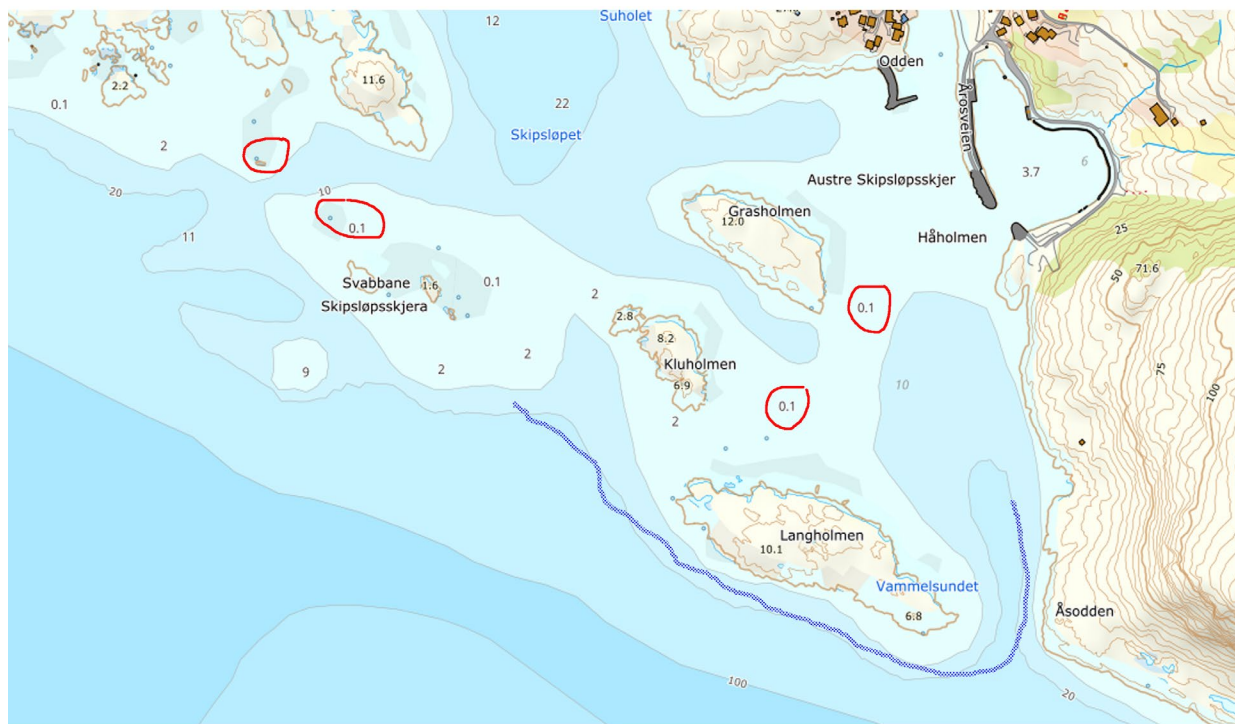 Suholet
12
11.6
2.2
0.1
22
Odden
Skipsløpet
Årosveien
3.7
6
2
20
10
Austre Skipsløpsskjer
Grasholmen
12.0
0.1
11
Håholmen
25
71.6
50
Svabbane
1.6
0.1
Skipsløpsskjera
2
2.8
0.1
8.2
Kluholmen
75
100
9
2
2
6.9
10
0.1
2
Langholmen
10.1
Vammelsundet
6.8
Åsodden
100
20